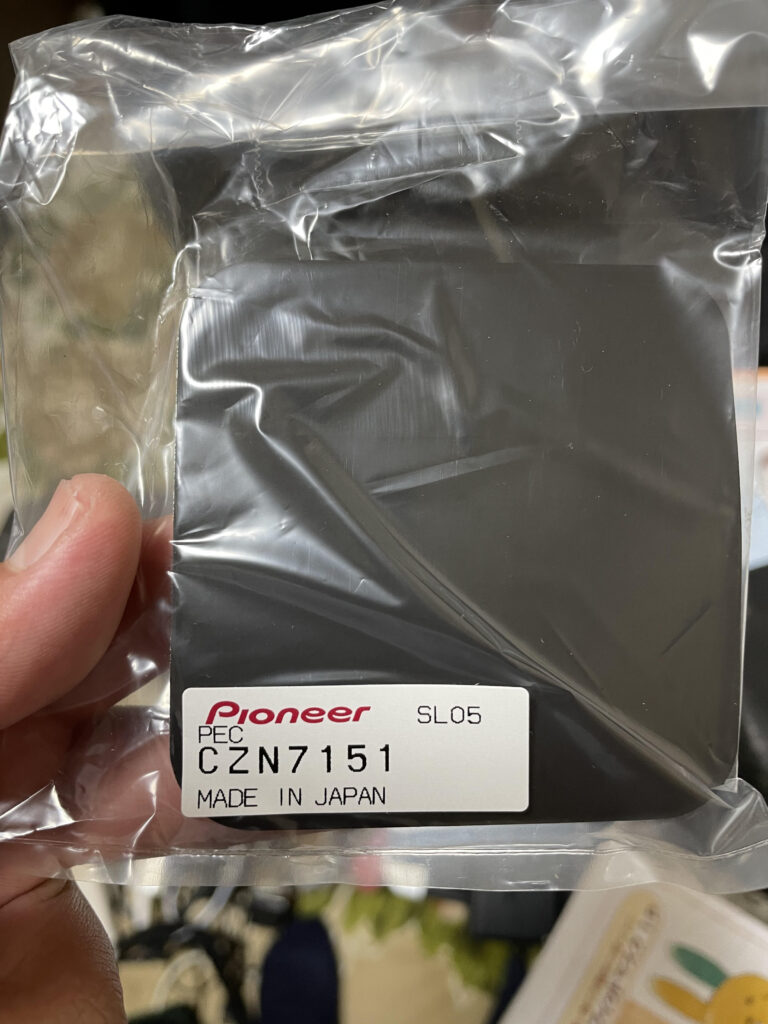 Pioneer SL05
PEC
CZN7151
MADE IN JAPAN